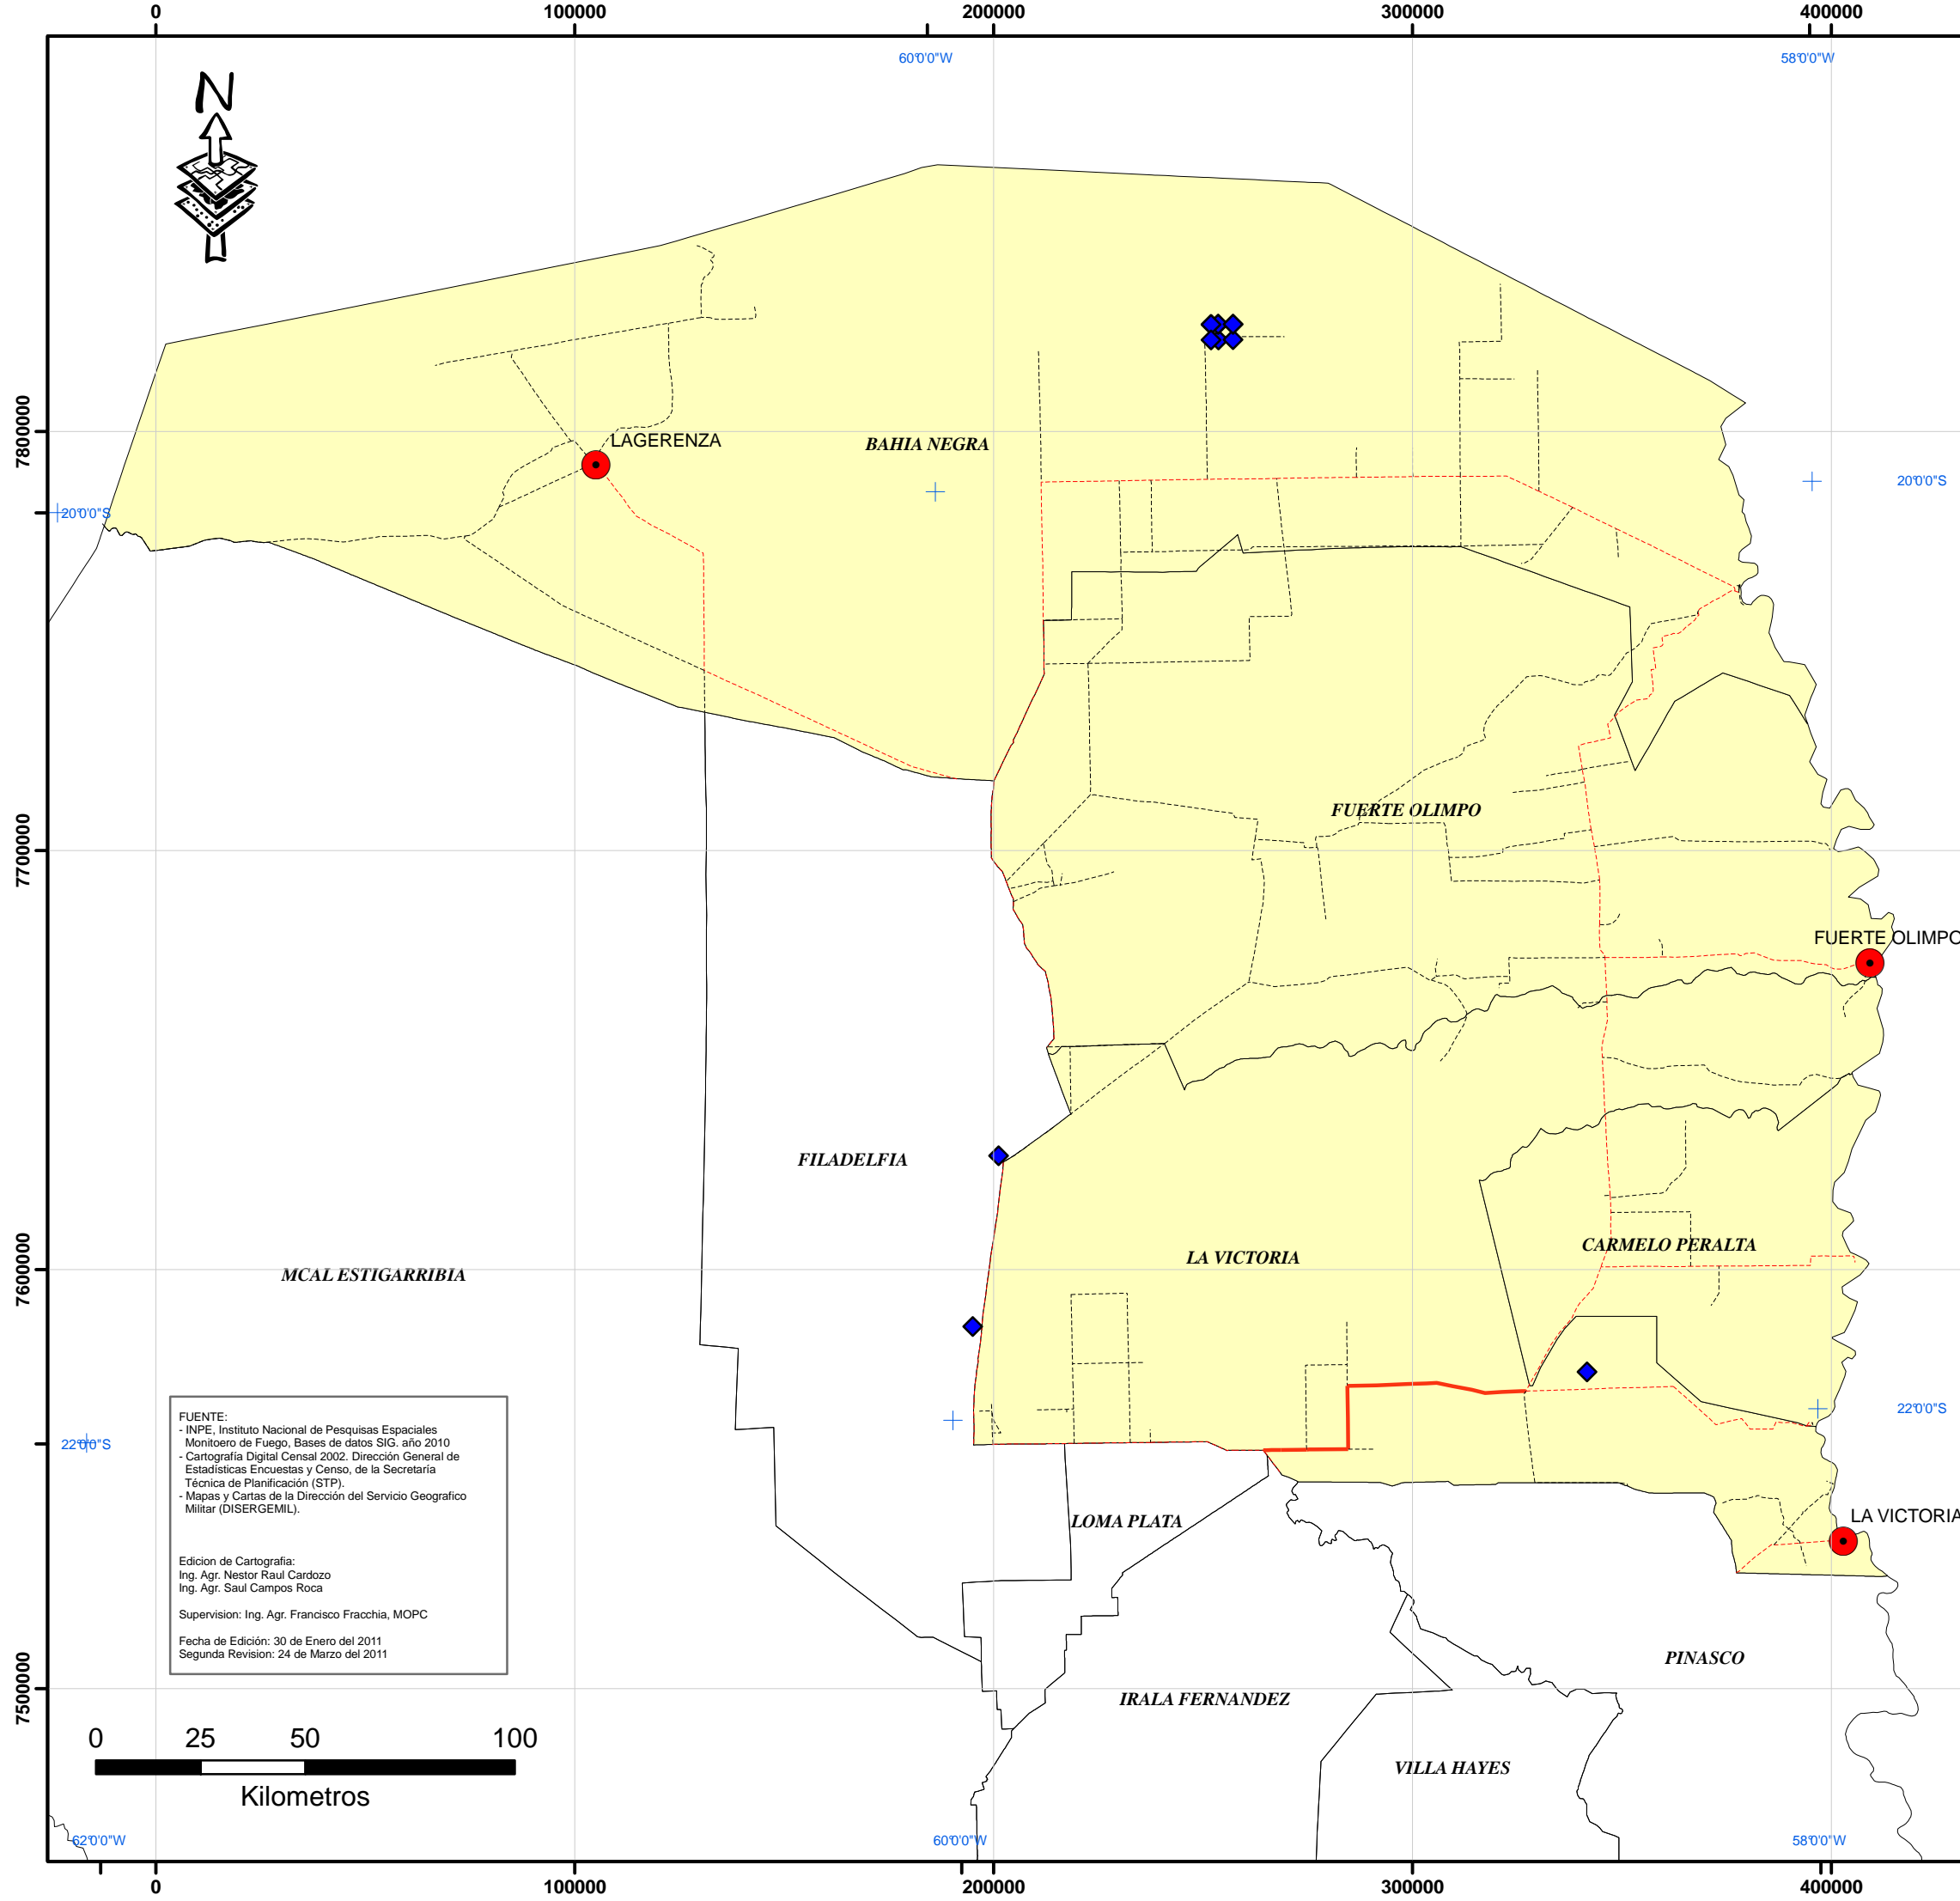 0 100000 200000 300000 400000
60°0'0"W 58°0'0"W
N
7800000
LAGERENZA
BAHIA NEGRA
20°0'0"S 20°0'0"S
7700000
FUERTE OLIMPO
FUERTE OLIMPO
FILADELFIA
LA VICTORIA
CARMELO PERALTA
MCAL ESTIGARRIBIA
7600000
22°0'0"S 22°0'0"S
FUENTE:
- INPE, Instituto Nacional de Pesquisas Espaciales
Monitoero de Fuego, Bases de datos SIG. año 2010
- Cartografía Digital Censal 2002. Dirección General de
Estadísticas Encuestas y Censo, de la Secretaría
Técnica de Planificación (STP).
- Mapas y Cartas de la Dirección del Servicio Geografico
Militar (DISERGEMIL).
Edicion de Cartografia:
Ing. Agr. Nestor Raul Cardozo
Ing. Agr. Saul Campos Roca
Supervision: Ing. Agr. Francisco Fracchia, MOPC
Fecha de Edición: 30 de Enero del 2011
Segunda Revision: 24 de Marzo del 2011
LOMA PLATA
LA VICTORIA
PINASCO
7500000
IRALA FERNANDEZ
VILLA HAYES
0 25 50 100
Kilometros
62°0'0"W 60°0'0"W 58°0'0"W
0 100000 200000 300000 400000